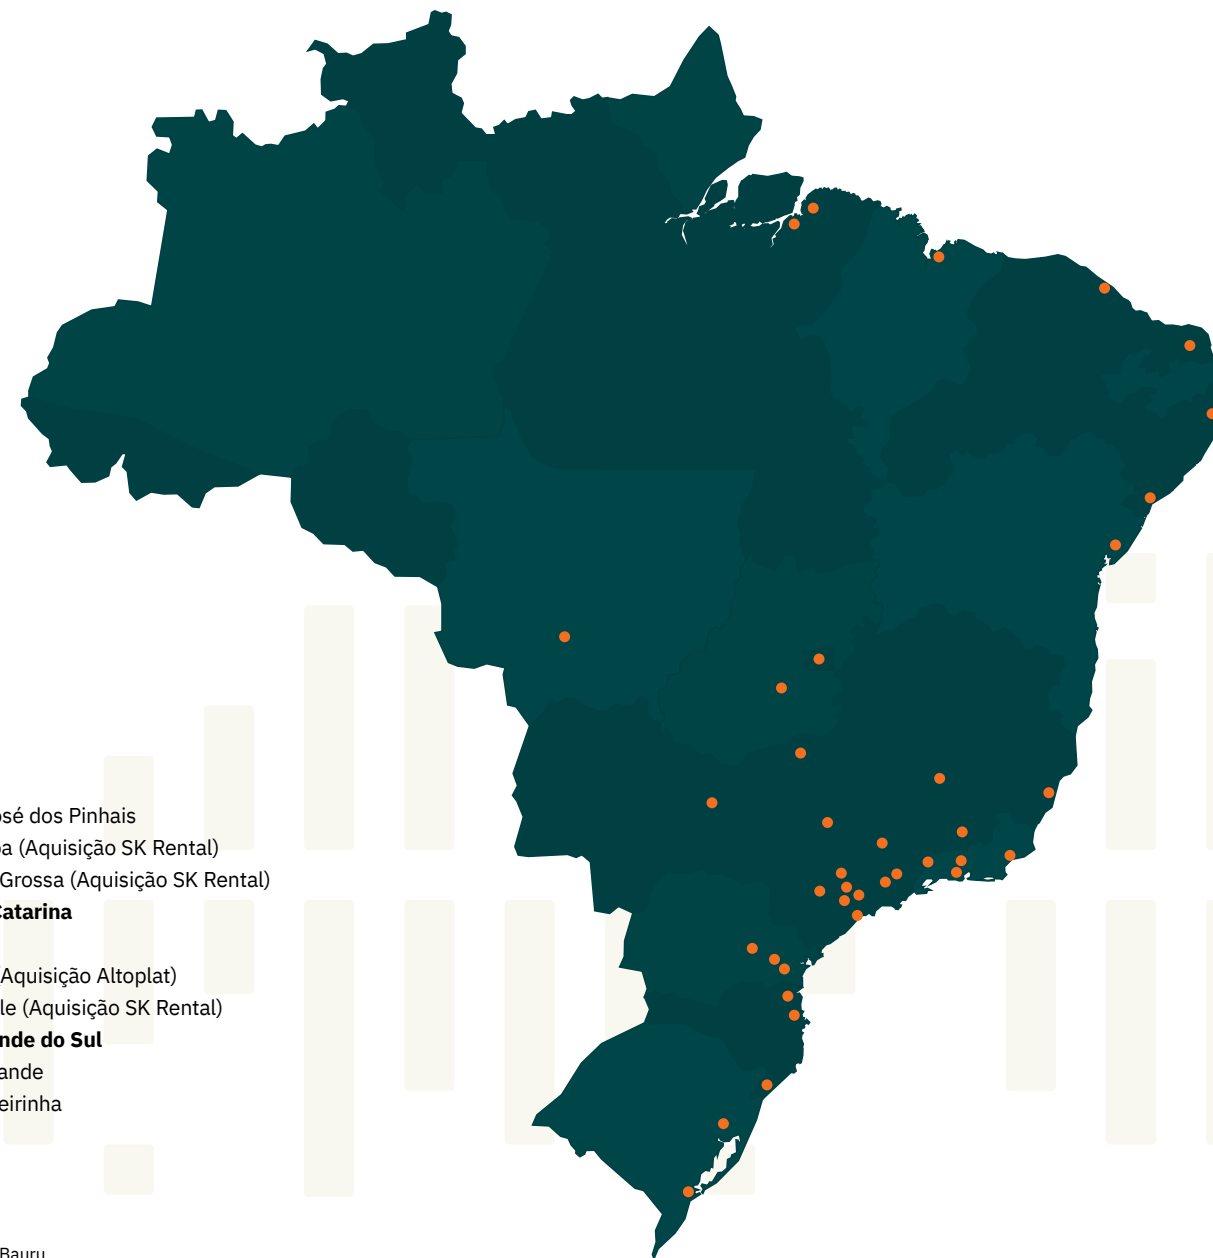 osé dos Pinhais
a (Aquisição SK Rental)
Grossa (Aquisição SK Rental)
Catarina
(Aquisição Altoplat)
le (Aquisição SK Rental)
nde do Sul
ande
eirinha
Bauru